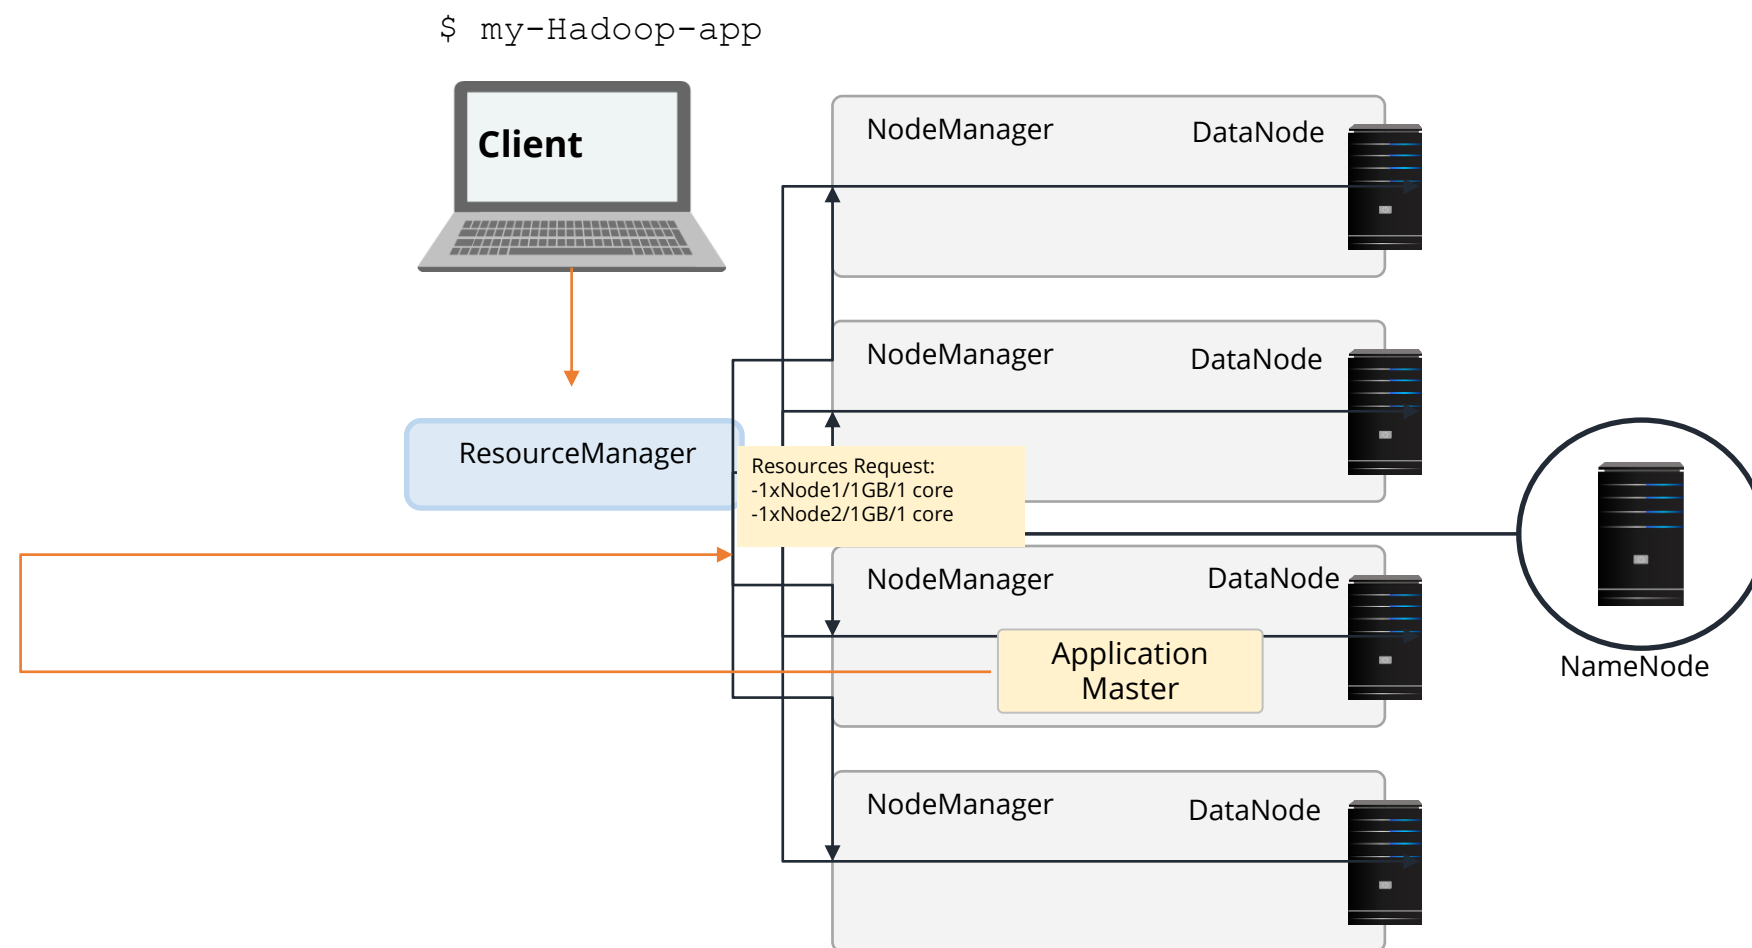 $ my-Hadoop-app
Client
NodeManager
DataNode
NodeManager
DataNode
ResourceManager
Resources Request:
-1xNode1/1GB/1 core
-1xNode2/1GB/1 core
NodeManager
DataNode
Application
Master
NameNode
NodeManager
DataNode